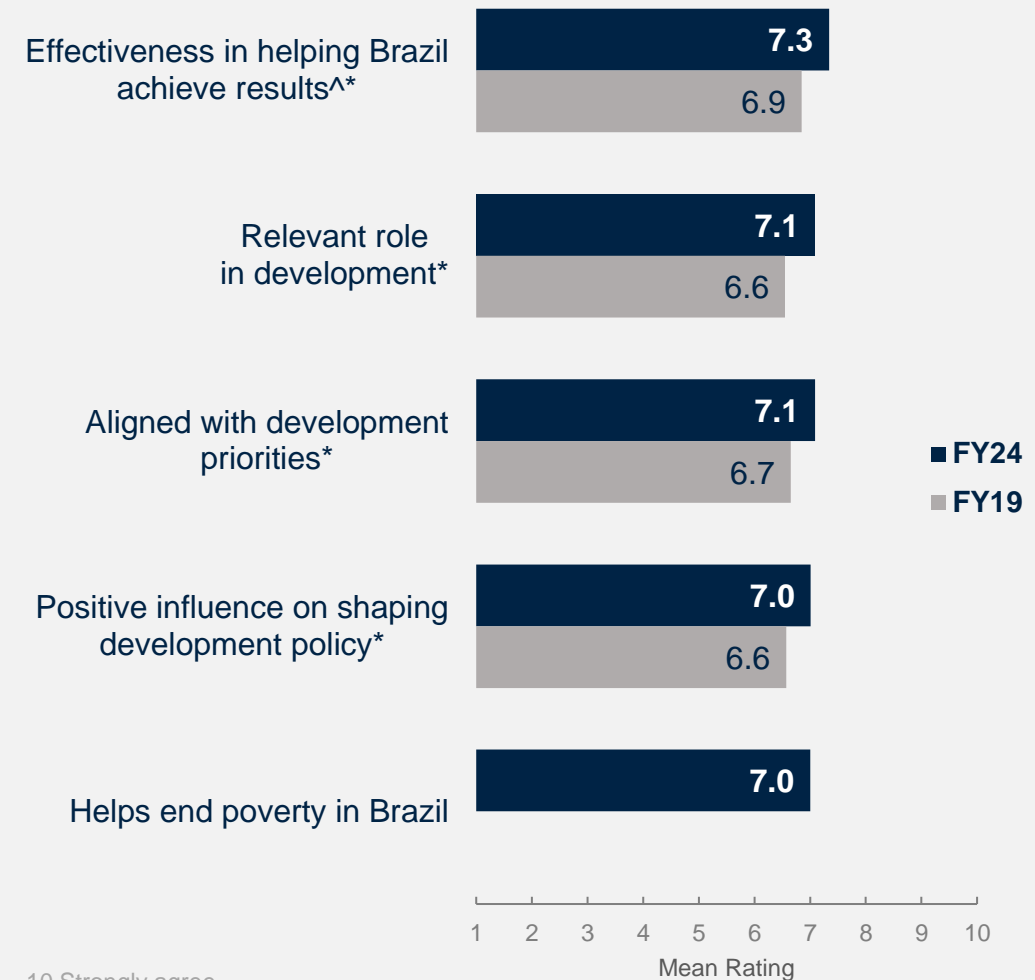 Effectiveness in helping Brazil
achieve results^*
7.3
6.9
Relevant role
in development*
7.1
6.6
Aligned with development
priorities*
7.1
6.7
Positive influence on shaping
development policy*
7.0
6.6
Helps end poverty in Brazil
7.0
FY24
FY19
1 2 3 4 5 6 7 8 9 10
Mean Rating
10 Strongly agree